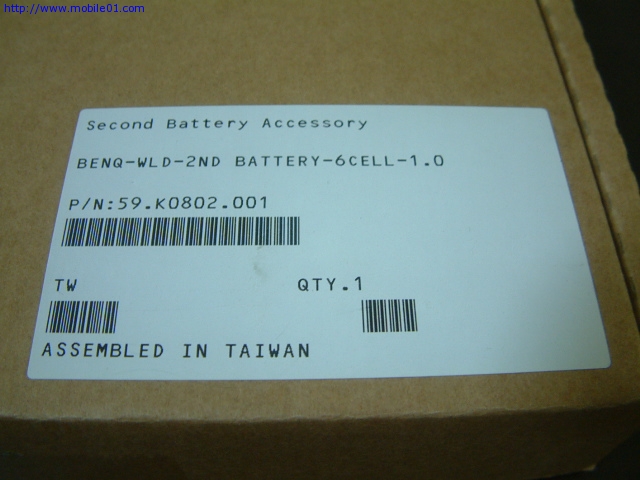 http://www.mobile01.com
Second Battery Accessory
BENQ-WLD-2ND BATTERY-6CELL-1.0
P/N:59.K0802.001
TW QTY.1
ASSEMBLED IN TAIWAN